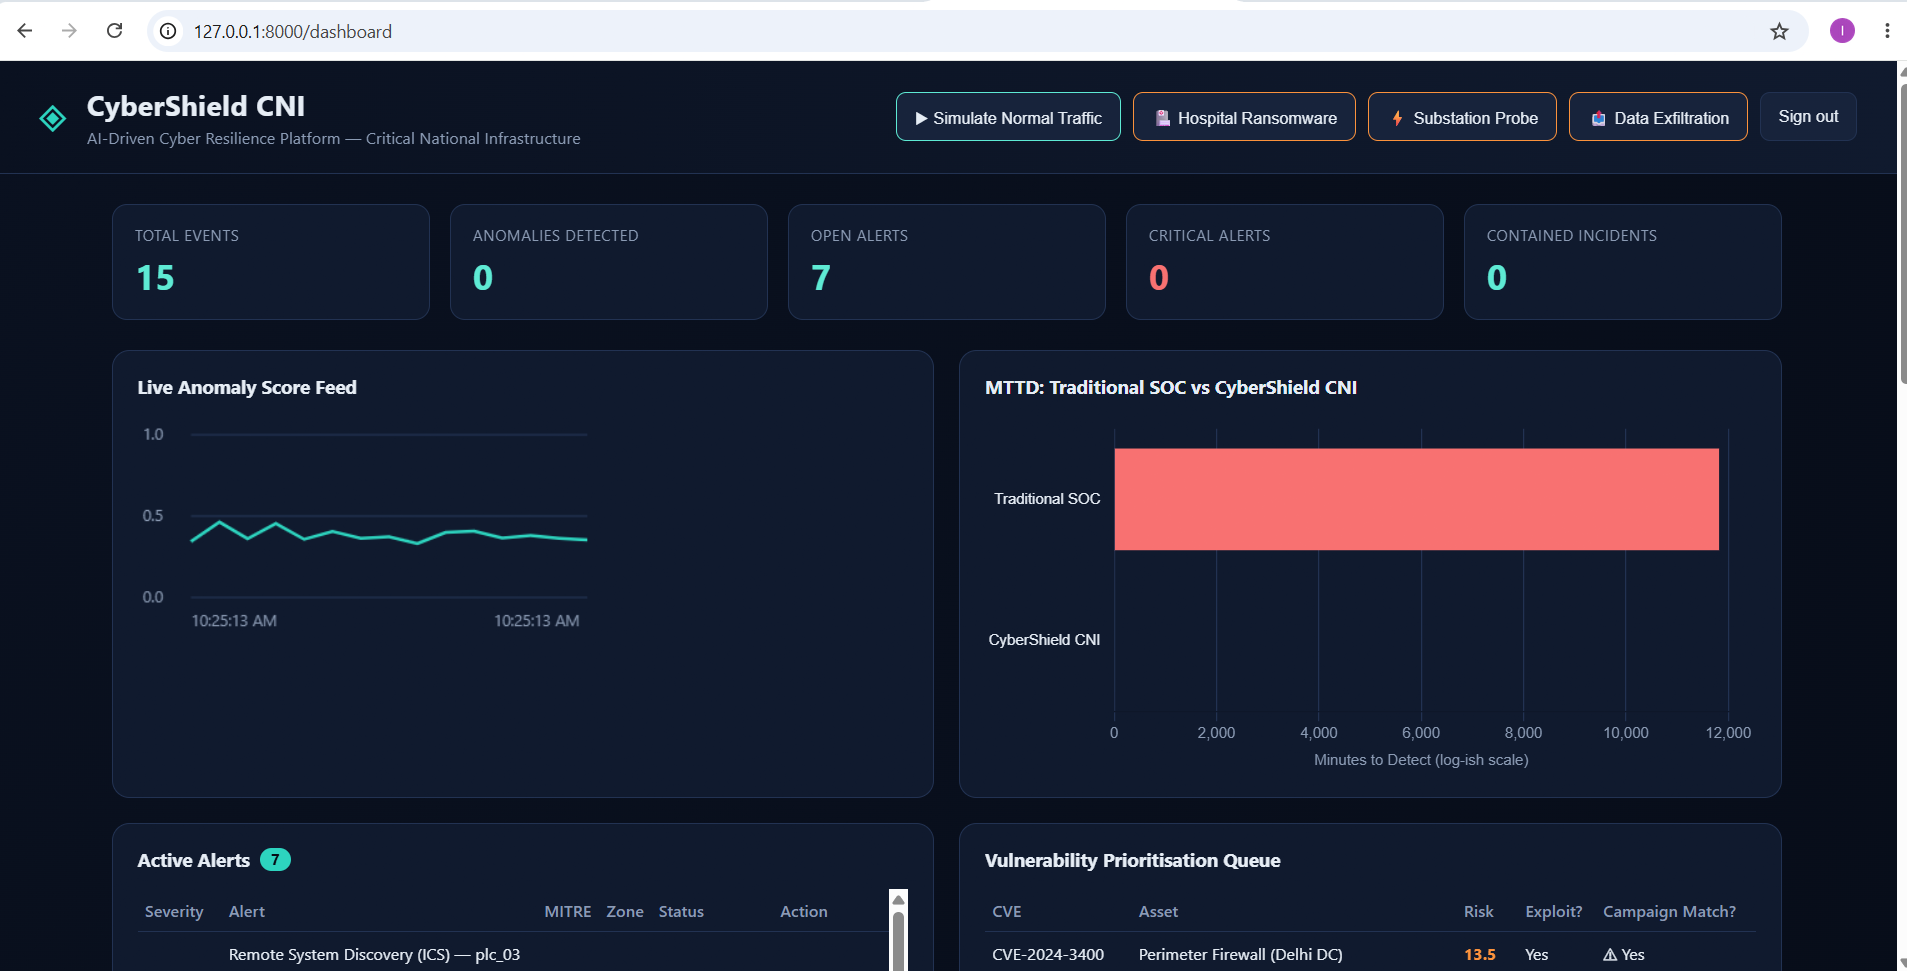 127.0.0.1:8000/dashboard
I
CyberShield CNI
AI-Driven Cyber Resilience Platform — Critical National Infrastructure
▶ Simulate Normal Traffic
Hospital Ransomware
Substation Probe
Data Exfiltration
Sign out
TOTAL EVENTS
15
ANOMALIES DETECTED
0
OPEN ALERTS
7
CRITICAL ALERTS
0
CONTAINED INCIDENTS
0
Live Anomaly Score Feed
1.0
0.5
0.0
10:25:13 AM 10:25:13 AM
MTTD: Traditional SOC vs CyberShield CNI
Traditional SOC
CyberShield CNI
0 2,000 4,000 6,000 8,000 10,000 12,000
Minutes to Detect (log-ish scale)
Active Alerts 7
Severity Alert MITRE Zone Status Action
Remote System Discovery (ICS) — plc_03
Vulnerability Prioritisation Queue
CVE Asset Risk Exploit? Campaign Match?
CVE-2024-3400 Perimeter Firewall (Delhi DC) 13.5 Yes ⚠ Yes